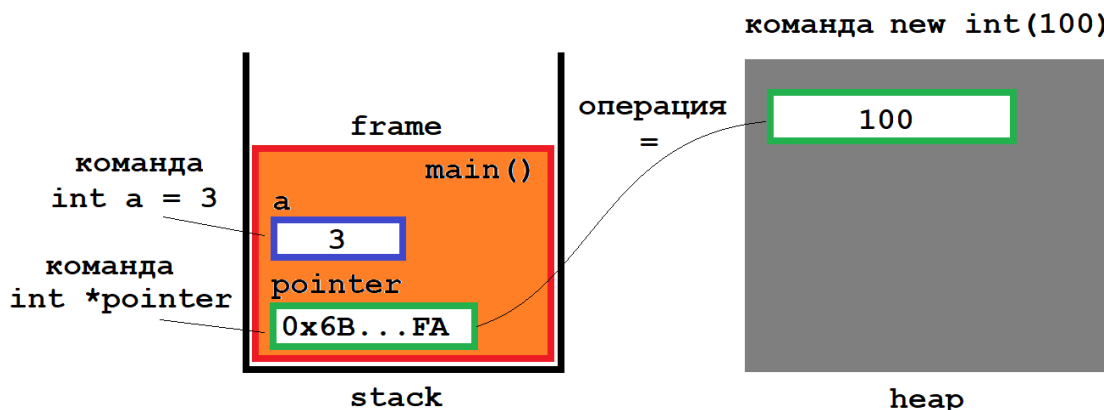 команда new int(100)
операция
=
100
frame
main()
команда
int a = 3
a
3
команда
int *pointer
pointer
0x6B...FA
stack
heap